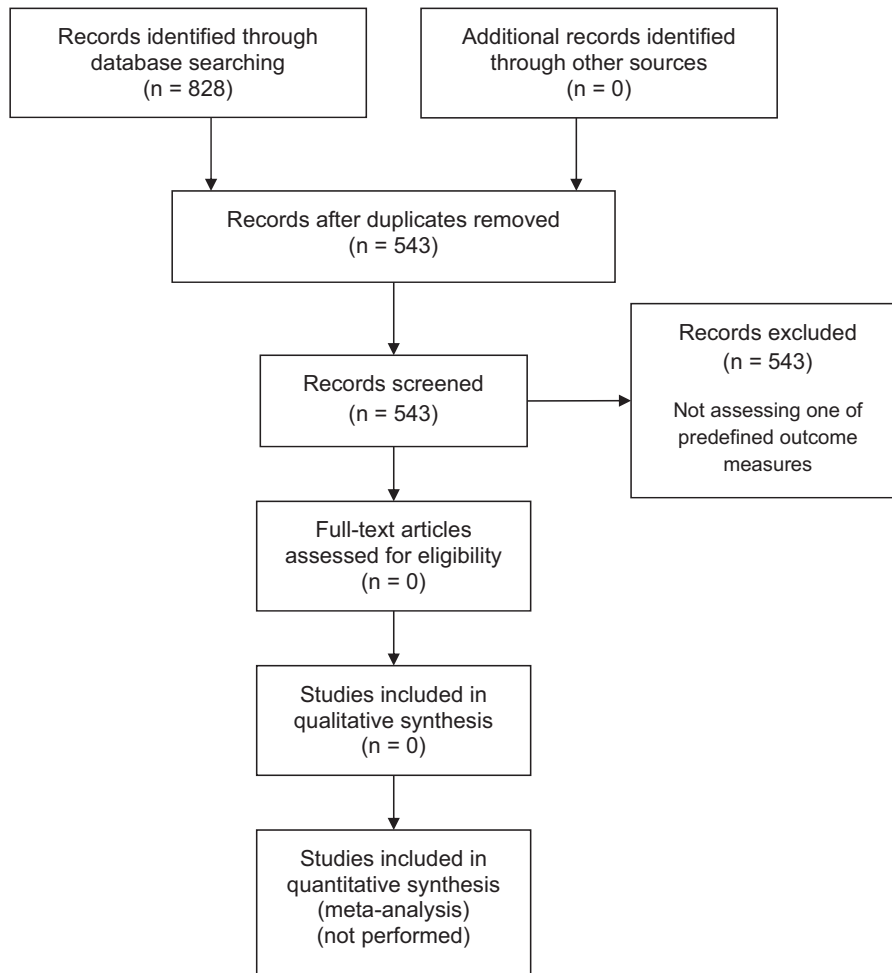 Records identified through
database searching
(n = 828)
Additional records identified
through other sources
(n = 0)
Records after duplicates removed
(n = 543)
Records screened
(n = 543)
Records excluded
(n = 543)
Not assessing one of
predefined outcome
measures
Full-text articles
assessed for eligibility
(n = 0)
Studies included in
qualitative synthesis
(n = 0)
Studies included in
quantitative synthesis
(meta-analysis)
(not performed)